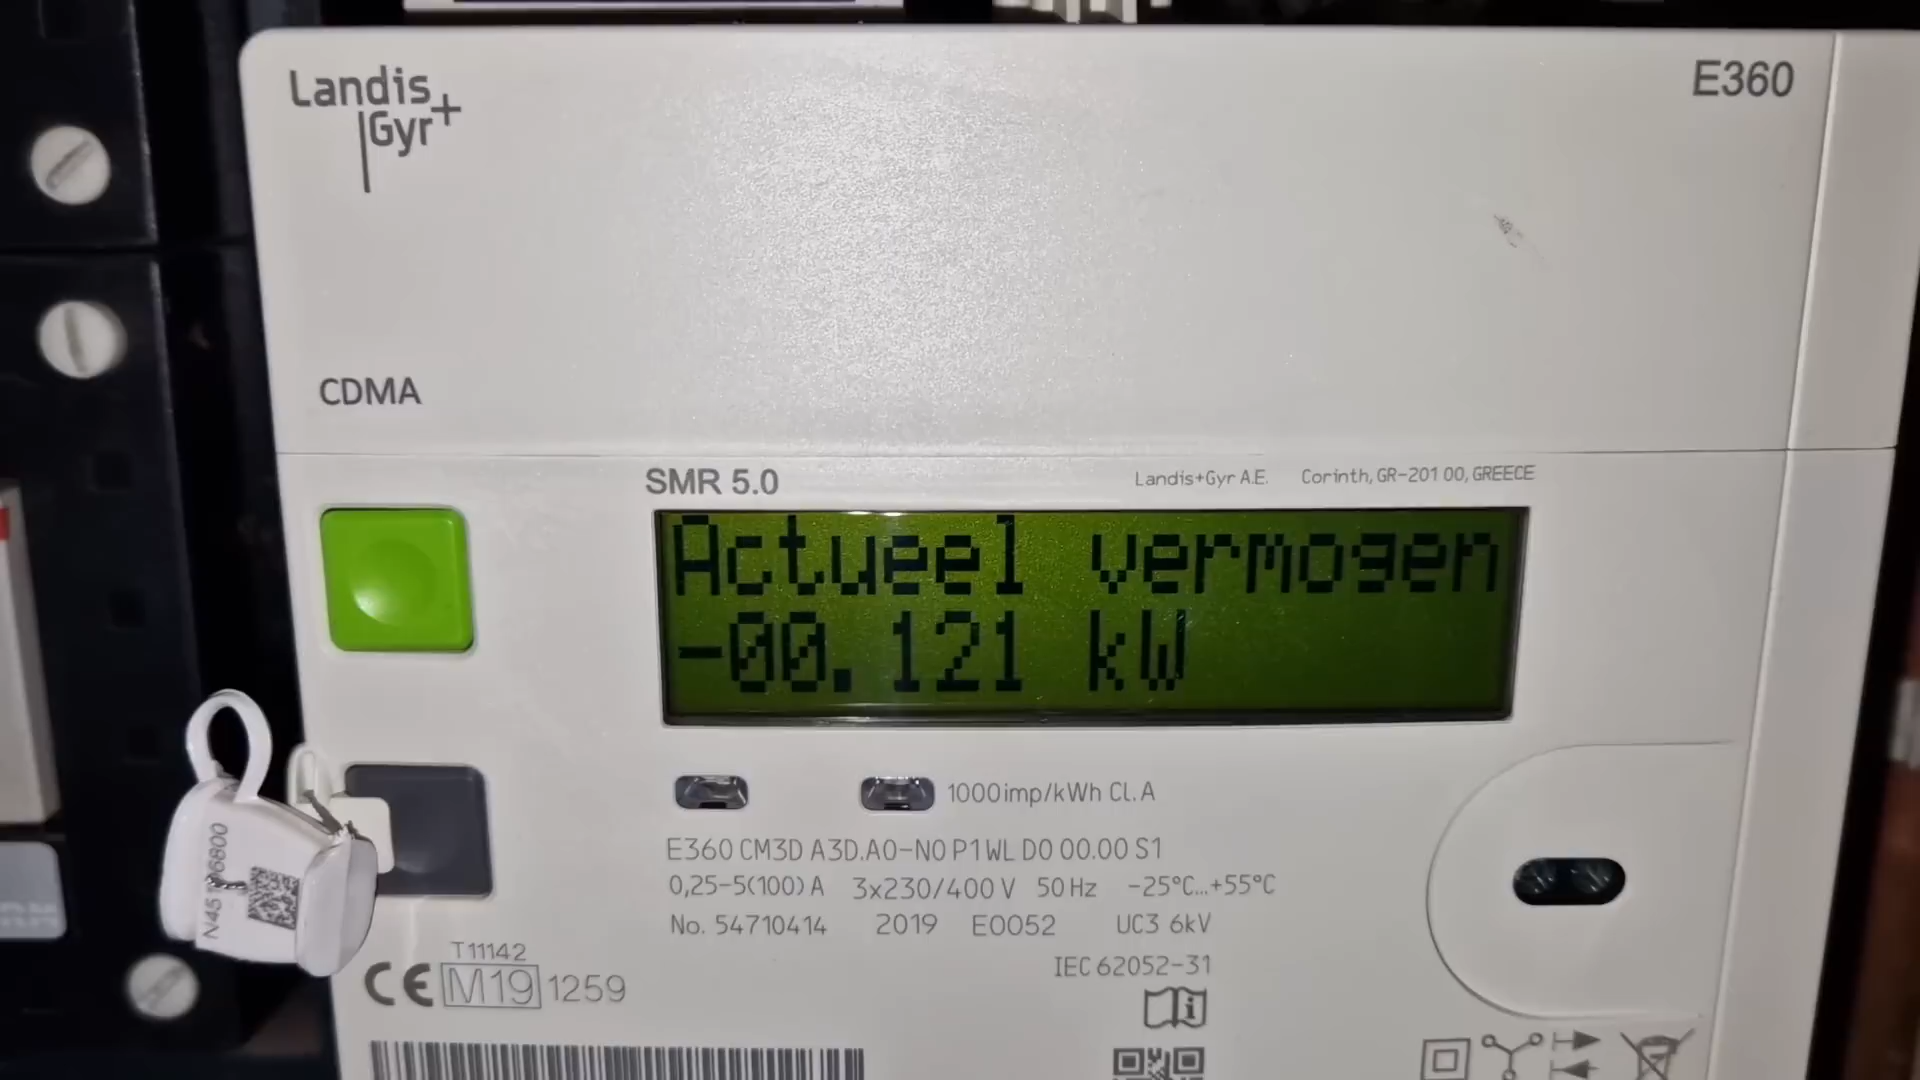 Landis
Gyr+
E360
CDMA
SMR 5.0
Landis+Gyr A.E. Corinth, GR-201 00, GREECE
Actueel vermogen
-00.121 kW
1000imp/kWh Cl. A
E360 CM3D A3D.A0-N0 P1WL D0 00.00 S1
0,25-5(100) A 3x230/400 V 50 Hz -25°C...+55°C
No. 54710414 2019 E0052 UC3 6kV
IEC 62052-31
T11142
CE M19 1259